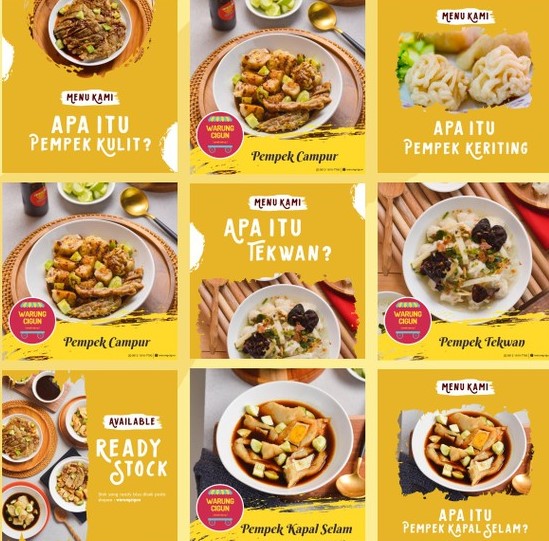 MENU KAMI
APA ITU
PEMPEK KULIT?
WARUNG
CIGUN
Pempek Campur
MENU KAMI
APA ITU
PEMPEK KERITING
WARUNG
CIGUN
Pempek Campur
MENU KAMI
APA ITU
TEKWAN?
WARUNG
CIGUN
Pempek Tekwan
AVAILABLE
READY
STOCK
WARUNG
CIGUN
Pempek Kapal Selam
MENU KAMI
APA ITU
PEMPEK KAPAL SELAM?